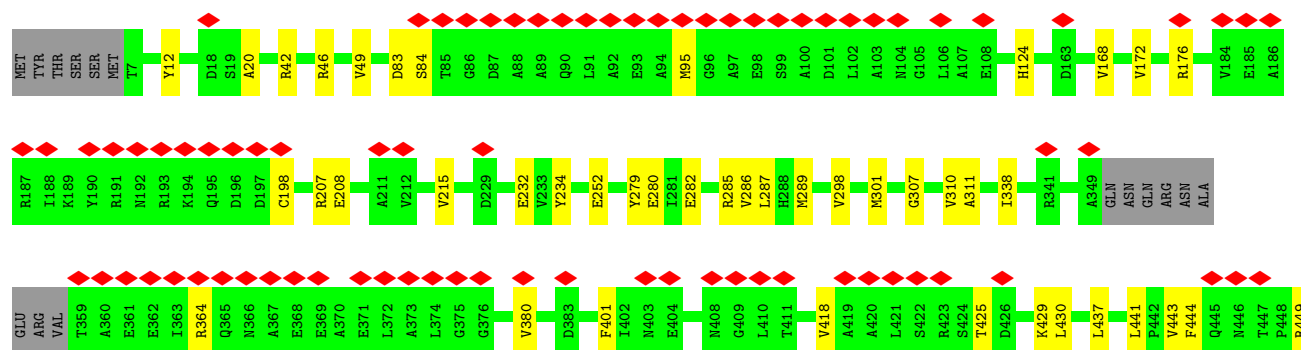 MET TYR THR SER SER MET T7 Y12 D18 S19 A20 R42 R46 V49 D83 S84 T85 G86 D87 A88 A89 Q90 L91 A92 E93 A94 M95 G96 A97 E98 S99 A100 D101 L102 A103 N104 G105 L106 A107 E108 H124 D163 V168 V172 R176 V184 E185 A186
R187 I188 K189 Y190 R191 N192 R193 K194 Q195 D196 D197 C198 R207 E208 A211 V212 V215 D229 E232 V233 Y234 E252 Y279 E280 I281 E282 R285 V286 L287 H288 M289 V298 M301 G307 V310 A311 I338 R341 A349 GLN ASN GLN ARG ASN ALA
GLU ARG VAL T359 A360 E361 E362 I363 R364 Q365 N366 A367 E368 E369 A370 E371 L372 A373 L374 G375 G376 V380 D383 F401 I402 N403 E404 N408 G409 L410 T411 V418 A419 A420 L421 S422 R423 S424 T425 D426 K429 L430 L437 L441 P442 V443 F444 Q445 N446 T447 P448